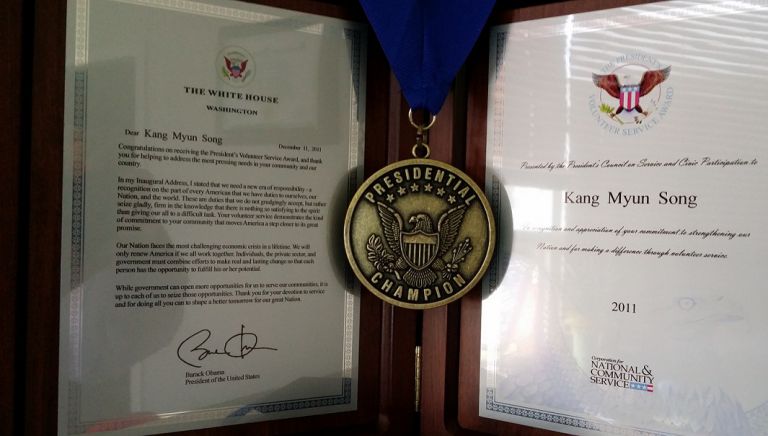 THE WHITE HOUSE
WASHINGTON
December 11, 2011
Dear Kang Myun Song
Congratulations on receiving the President's Volunteer Service Award, and thank
you for helping to address the most pressing needs in your community and our
country.
In my Inaugural Address, I stated that we need a new era of responsibility - a
recognition on the part of every American that we have duties to ourselves, our
Nation, and the world. These are duties that we do not grudgingly accept, but rather
seize gladly, firm in the knowledge that there is nothing so satisfying to the spirit
than giving our all to a difficult task. Your volunteer service demonstrates the kind
of commitment to your community that moves America a step closer to its great
promise.
Our Nation faces the most challenging economic crisis in a lifetime. We will
only renew America if we all work together. Individuals, the private sector, and
government must combine efforts to make real and lasting change so that each
person has the opportunity to fulfill his or her potential.
While government can open more opportunities for us to serve our communities, it is
up to each of us to seize those opportunities. Thank you for your devotion to service
and for doing all you can to shape a better tomorrow for our great Nation.
Barack Obama
President of the United States
PRESIDENTIAL
CHAMPION
THE PRESIDENT'S
VOLUNTEER SERVICE AWARD
Presented by the President's Council on Service and Civic Participation to
Kang Myun Song
In recognition and appreciation of your commitment to strengthening our
Nation and for making a difference through volunteer service.
2011
Corporation for
NATIONAL &
COMMUNITY
SERVICE